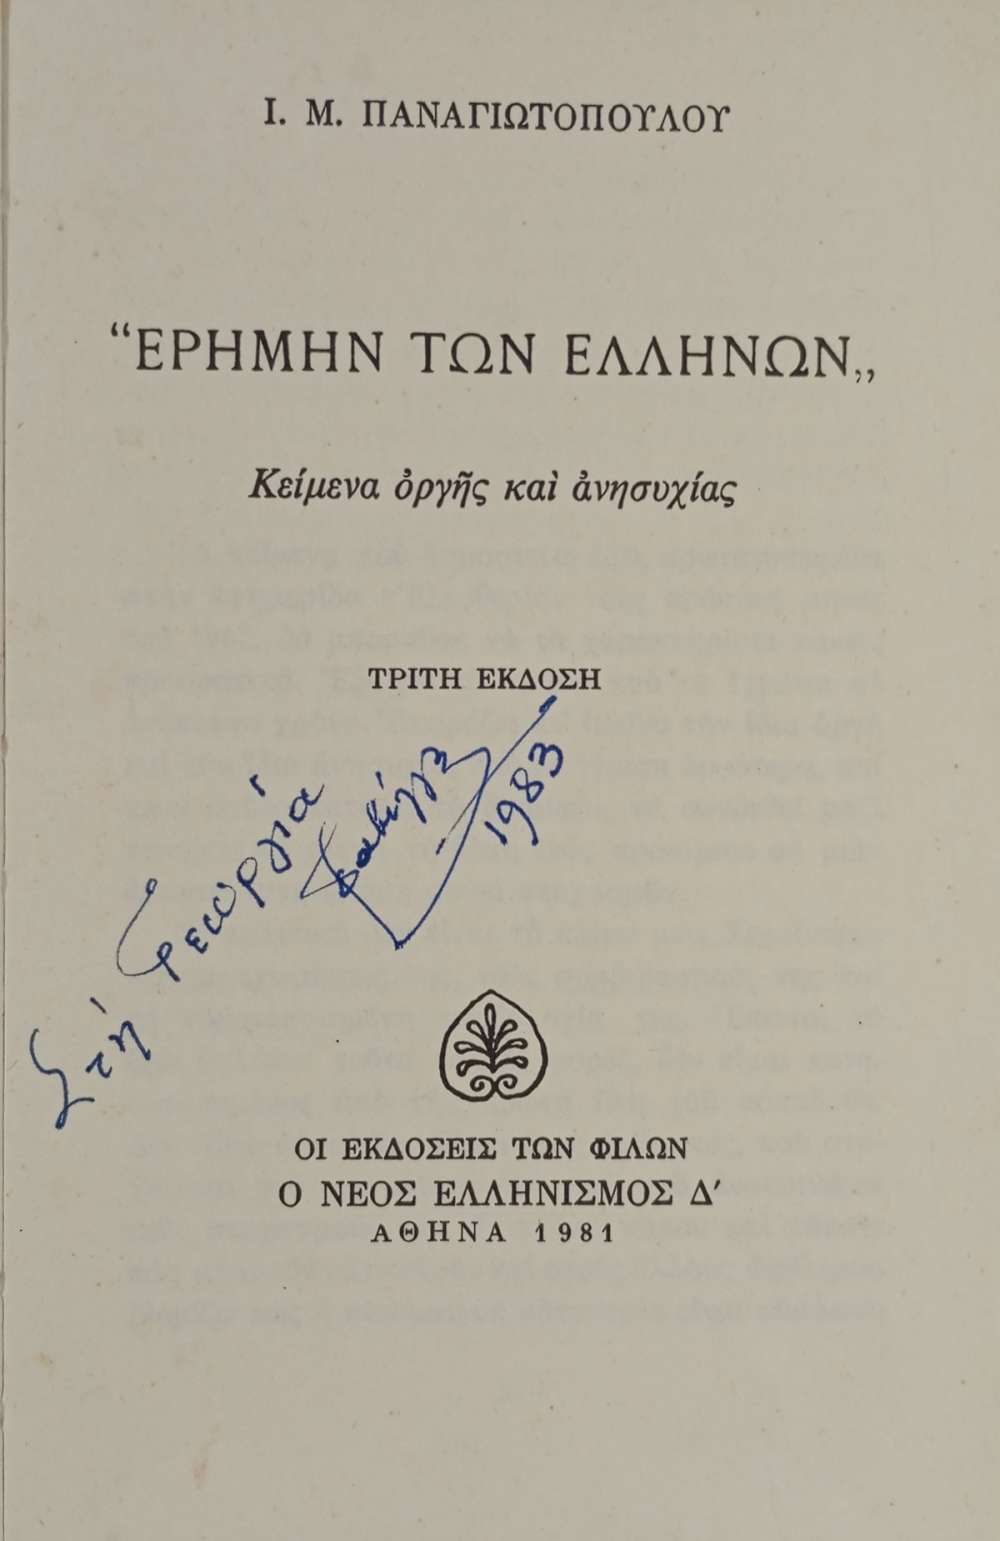 Ι. Μ. ΠΑΝΑΓΙΩΤΟΠΟΥΛΟΥ
“ΕΡΗΜΗΝ ΤΩΝ ΕΛΛΗΝΩΝ„
Κείμενα ὀργῆς καὶ ἀνησυχίας
ΤΡΙΤΗ ΕΚΔΟΣΗ
Στὴ Γεωργία
1983
ΟΙ ΕΚΔΟΣΕΙΣ ΤΩΝ ΦΙΛΩΝ
Ο ΝΕΟΣ ΕΛΛΗΝΙΣΜΟΣ Δ′
ΑΘΗΝΑ 1981